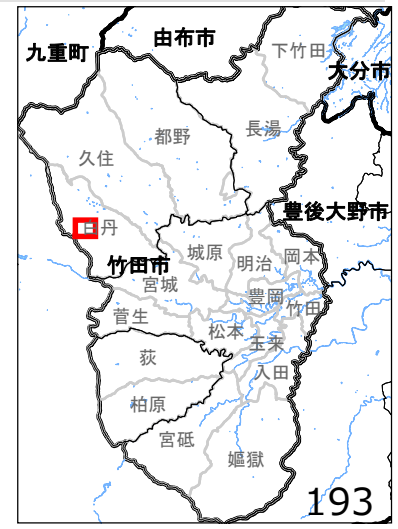 由布市
九重町
下竹田
大分市
長湯
都野
久住
豊後大野市
白丹
城原
岡本
明治
竹田市
宮城
豊岡
竹田
菅生
松本
玉来
荻
入田
柏原
宮砥
嫗獄
193